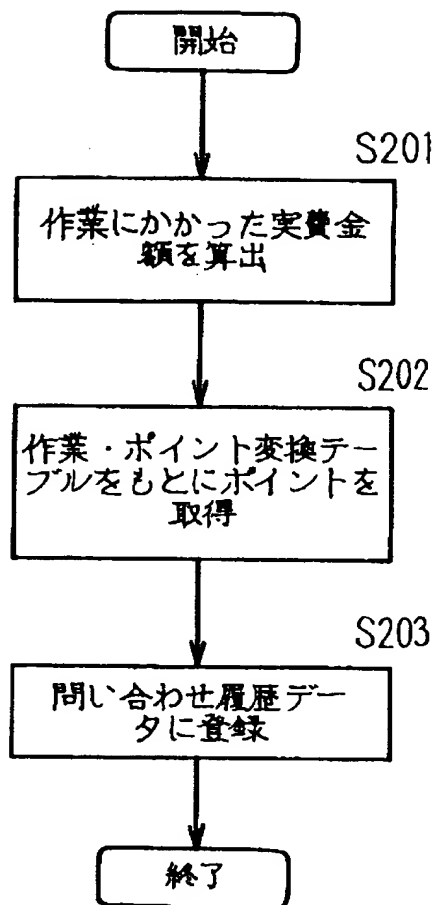 開始
S201
作業にかかった実費金
額を算出
S202
作業・ポイント変換テー
ブルをもとにポイントを
取得
S203
問い合わせ履歴デー
タに登録
終了